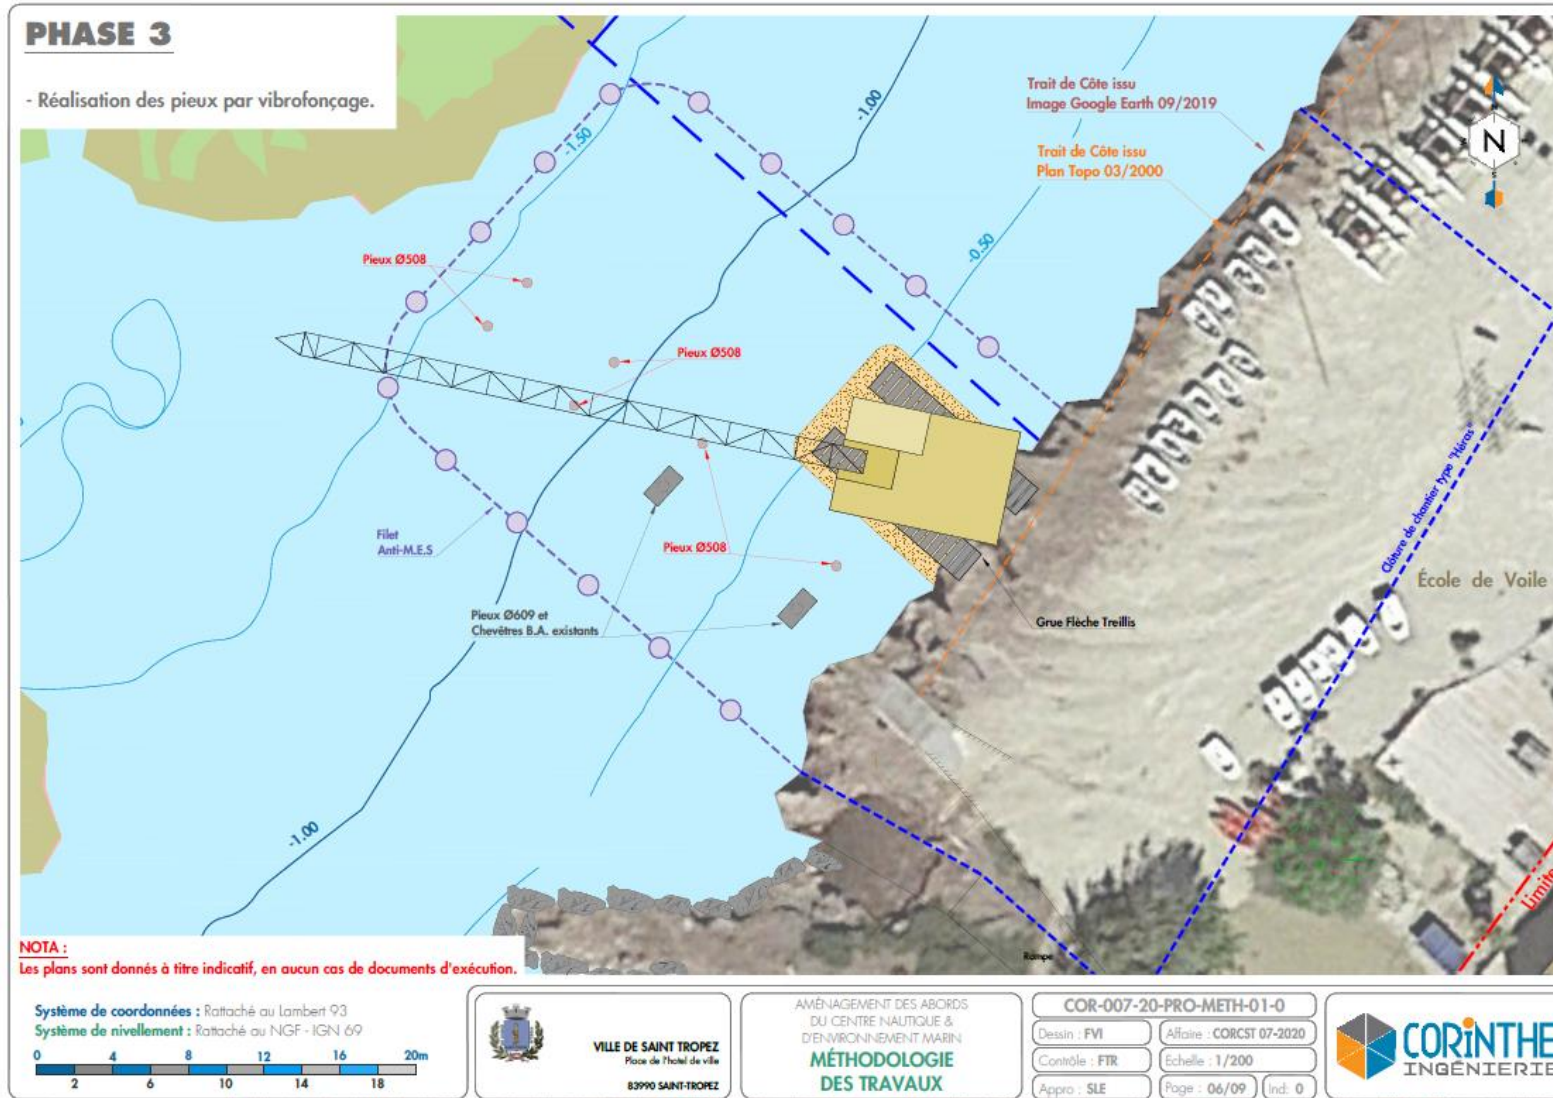 PHASE 3
- Réalisation des pieux par vibrofonçage.
Trait de Côte issu
Image Google Earth 09/2019
Trait de Côte issu
Plan Topo 03/2000
N
-1.50
-1.00
-0.50
Pieux Ø508
Pieux Ø508
Pieux Ø508
Filet
Anti-M.E.S
Pieux Ø609 et
Chevêtres B.A. existants
Grue Flèche Treillis
Clôture de chantier type "Héras"
École de Voile
-1.00
Limite
Rampe
NOTA :
Les plans sont donnés à titre indicatif, en aucun cas de documents d'exécution.
Système de coordonnées : Rattaché au Lambert 93
Système de nivellement : Rattaché au NGF - IGN 69
0 4 8 12 16 20m
2 6 10 14 18
VILLE DE SAINT TROPEZ
Place de l'hotel de ville
83990 SAINT-TROPEZ
AMÉNAGEMENT DES ABORDS
DU CENTRE NAUTIQUE &
D'ENVIRONNEMENT MARIN
MÉTHODOLOGIE
DES TRAVAUX
COR-007-20-PRO-METH-01-0
Dessin : FVI
Affaire : CORCST 07-2020
Contrôle : FTR
Echelle : 1/200
Appro : SLE
Page : 06/09
Ind: 0
CORiNTHE
INGÉNIERIE